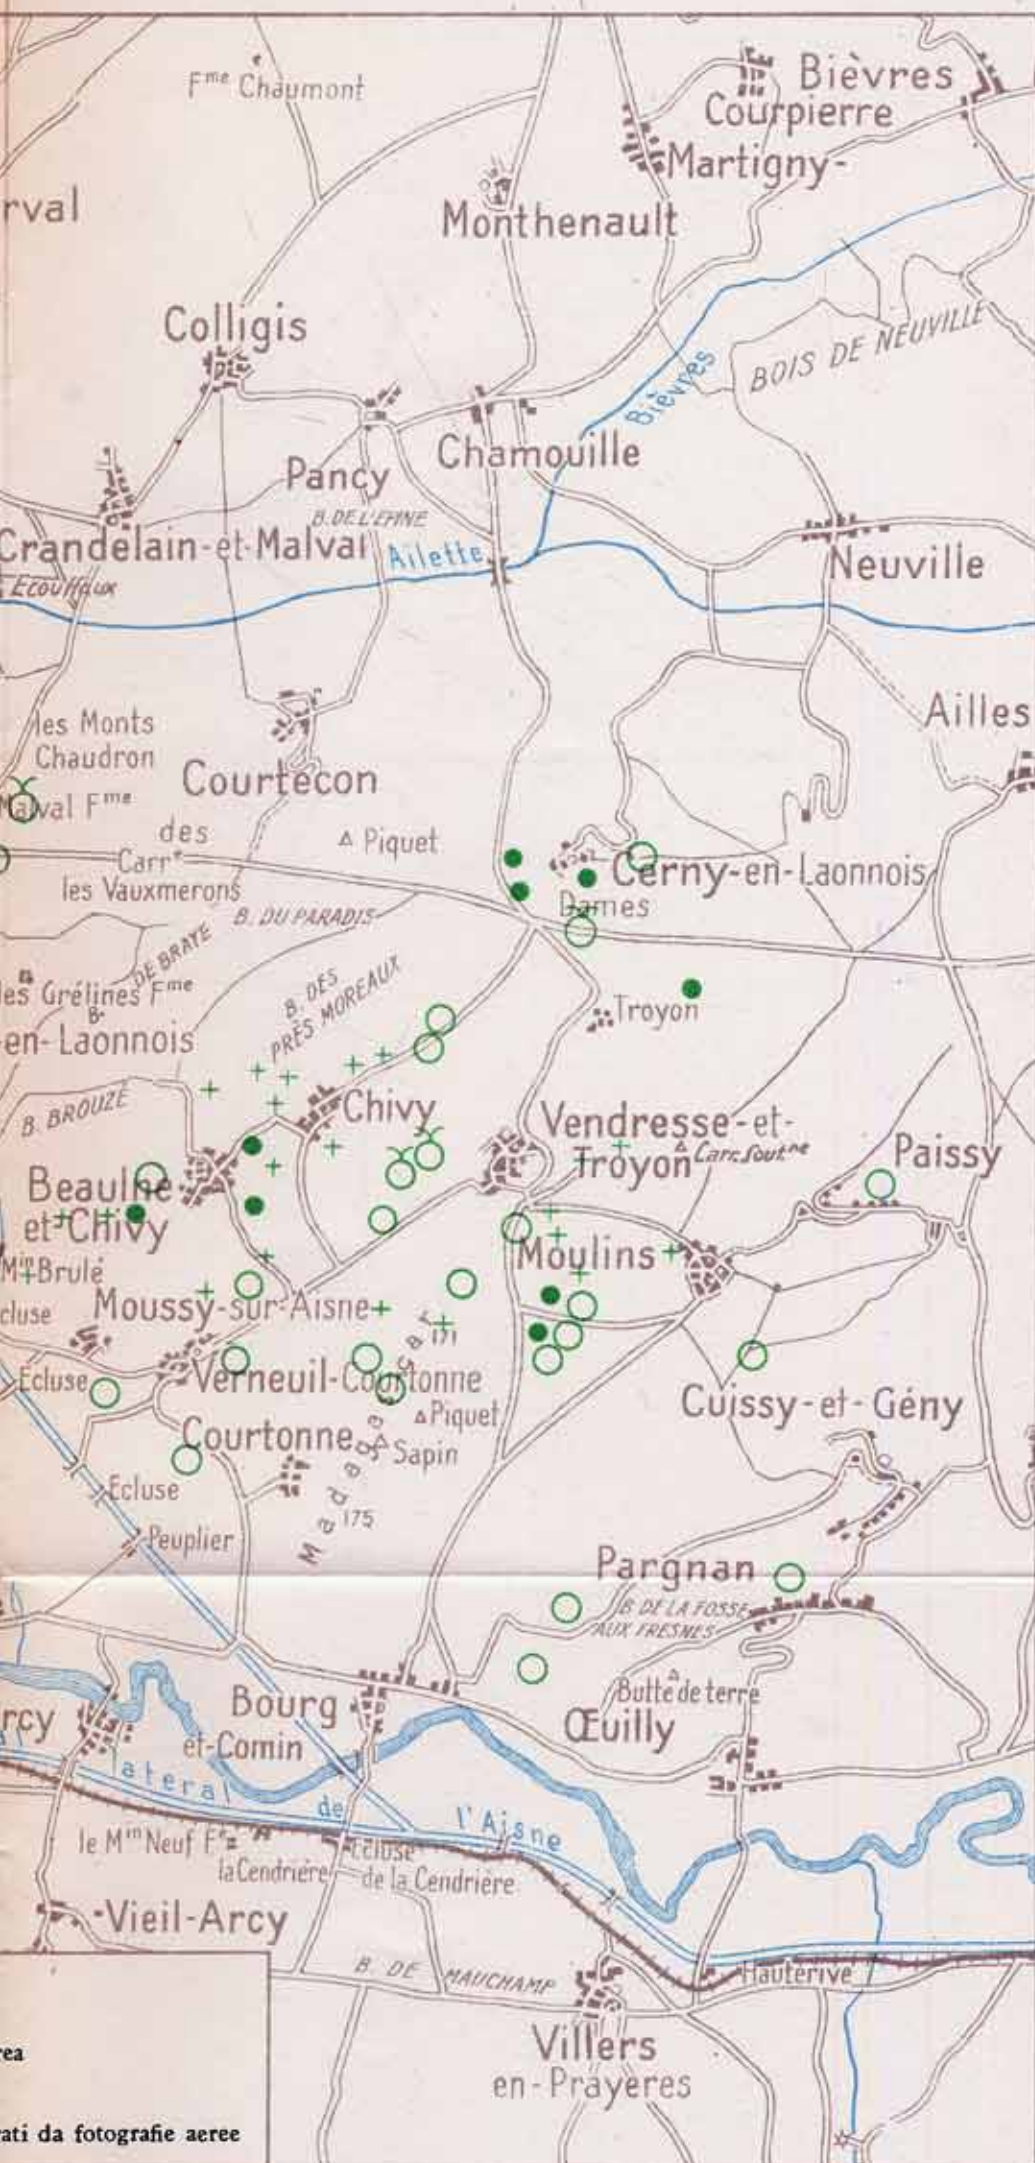 Fme Chaumont
Bièvres
Courpierre
Martigny-
rval
Monthenault
Colligis
BOIS DE NEUVILLE
Bièvres
Chamouille
Pancy
B. DE L'EPINE
Crandelain-et-Malval
Ailette
Neuville
Ecouffaux
les Monts
Chaudron
Ailles
Courtecon
Malval Fme
des
Piquet
Carr.
les Vauxmerons
Cerny-en-Laonnois
Dames
B. DU PARADIS
DE BRAYE
les Grélines Fme
B.
B. DES
PRÈS MOREAUX
Troyon
en-Laonnois
B. BROUZE
Chivy
Vendresse-et-
Troyon
Carr. Soutne
Paissy
Beaulne
et Chivy
Moulins
Min Brulé
cluse
Moussy-sur-Aisne
171
Ecluse
Verneuil-Courtonne
Cuissy-et-Gény
Piquet
Courtonne
Sapin
Madagascar
175
Ecluse
Peuplier
Pargnan
B DE LA FOSSE
AUX FRESNES
Butte de terre
Œuilly
Bourg
et-Comin
rcy
lateral de l'Aisne
le Min Neuf Fe
la Cendrière
Ecluse
de la Cendrière
Vieil-Arcy
B. DE MAUCHAMP
Hauterive
Villers
en-Prayères
rea
ati da fotografie aeree